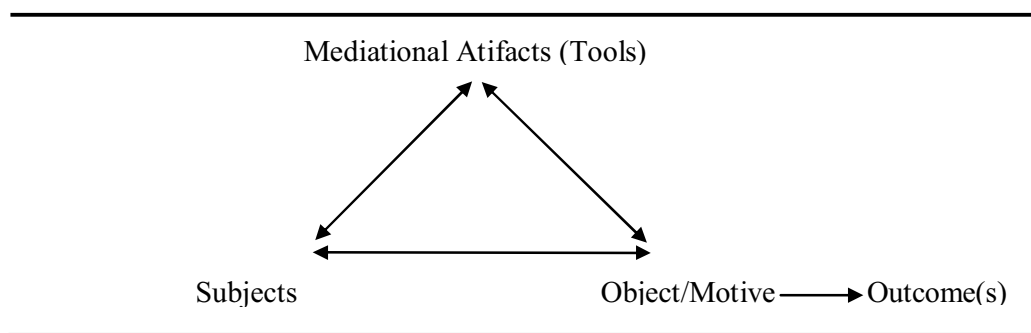 Mediational Atifacts (Tools)
Subjects
Object/Motive
Outcome(s)